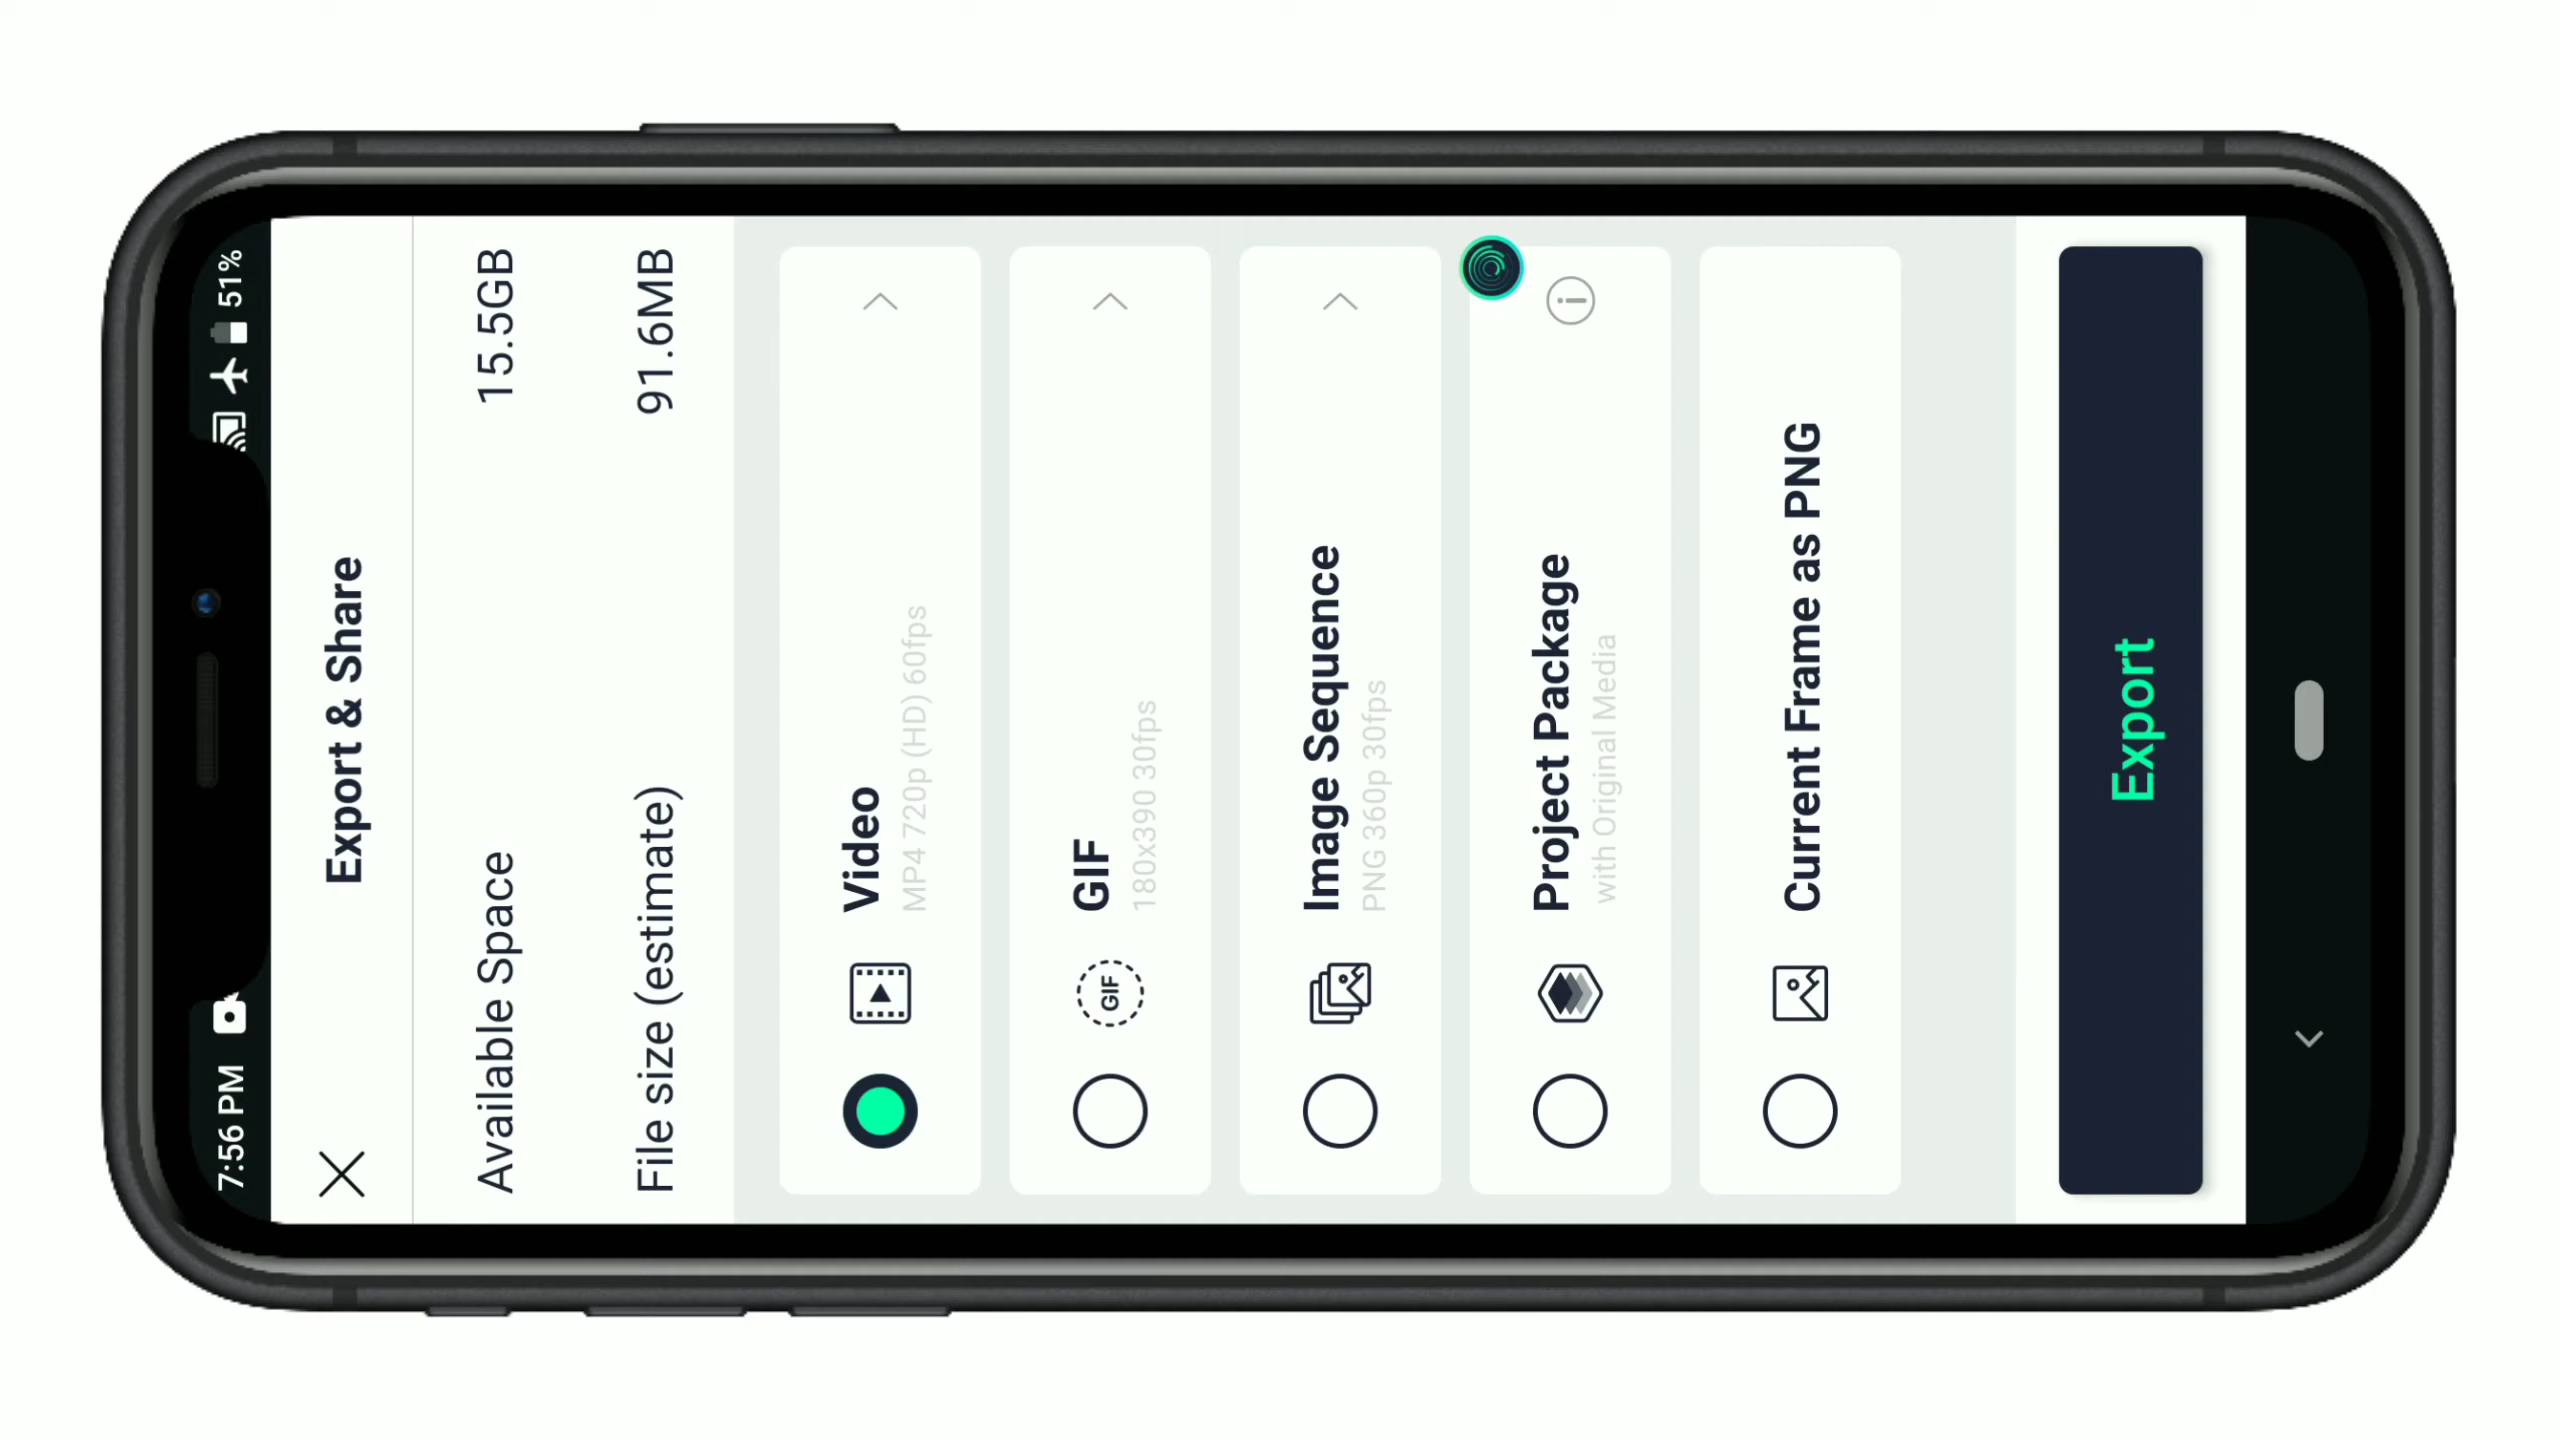 7:56 PM
51%
Export & Share
Available Space
15.5GB
File size (estimate)
91.6MB
Video
MP4 720p (HD) 60fps
GIF
GIF
180x390 30fps
Image Sequence
PNG 360p 30fps
Project Package
with Original Media
Current Frame as PNG
Export